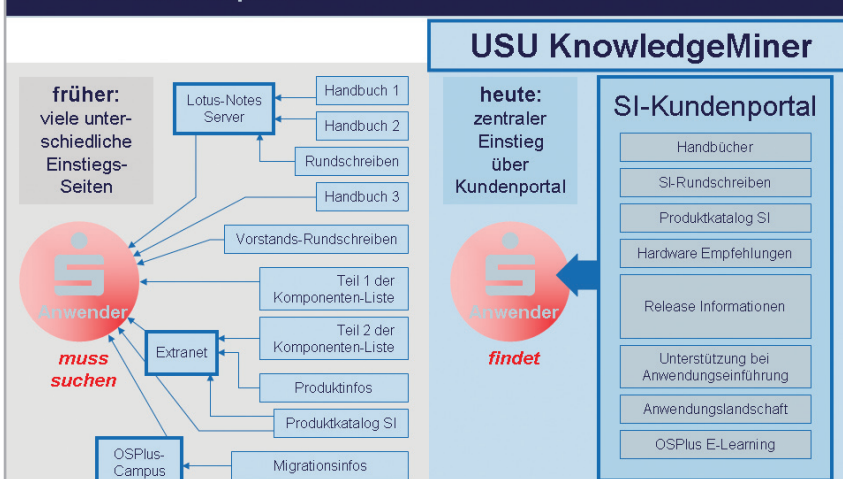 USU KnowledgeMiner
früher:
viele unter-
schiedliche
Einstiegs-
Seiten
Lotus-Notes
Server
Handbuch 1
Handbuch 2
Rundschreiben
Handbuch 3
Vorstands-Rundschreiben
Teil 1 der
Komponenten-Liste
Teil 2 der
Komponenten-Liste
Extranet
Produktinfos
Produktkatalog SI
OSPlus-
Campus
Migrationsinfos
Anwender
muss
suchen
heute:
zentraler
Einstieg
über
Kundenportal
Anwender
findet
SI-Kundenportal
Handbücher
SI-Rundschreiben
Produktkatalog SI
Hardware Empfehlungen
Release Informationen
Unterstützung bei
Anwendungseinführung
Anwendungslandschaft
OSPlus E-Learning